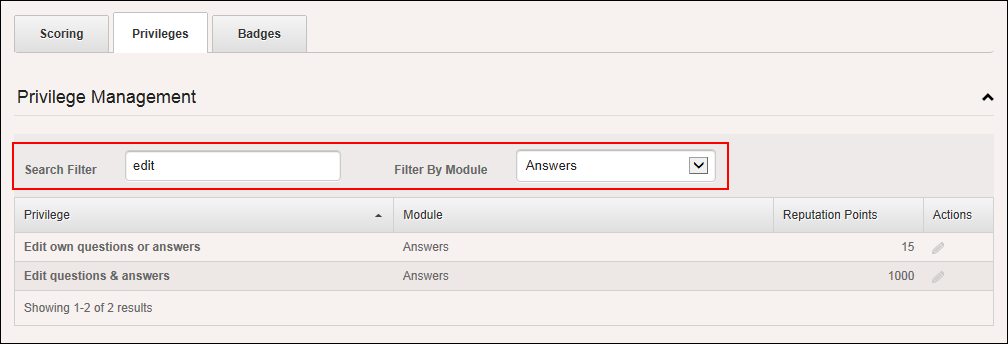 Scoring Privileges Badges
Privilege Management
Search Filter edit Filter By Module Answers
Privilege Module Reputation Points Actions
Edit own questions or answers Answers 15
Edit questions & answers Answers 1000
Showing 1-2 of 2 results